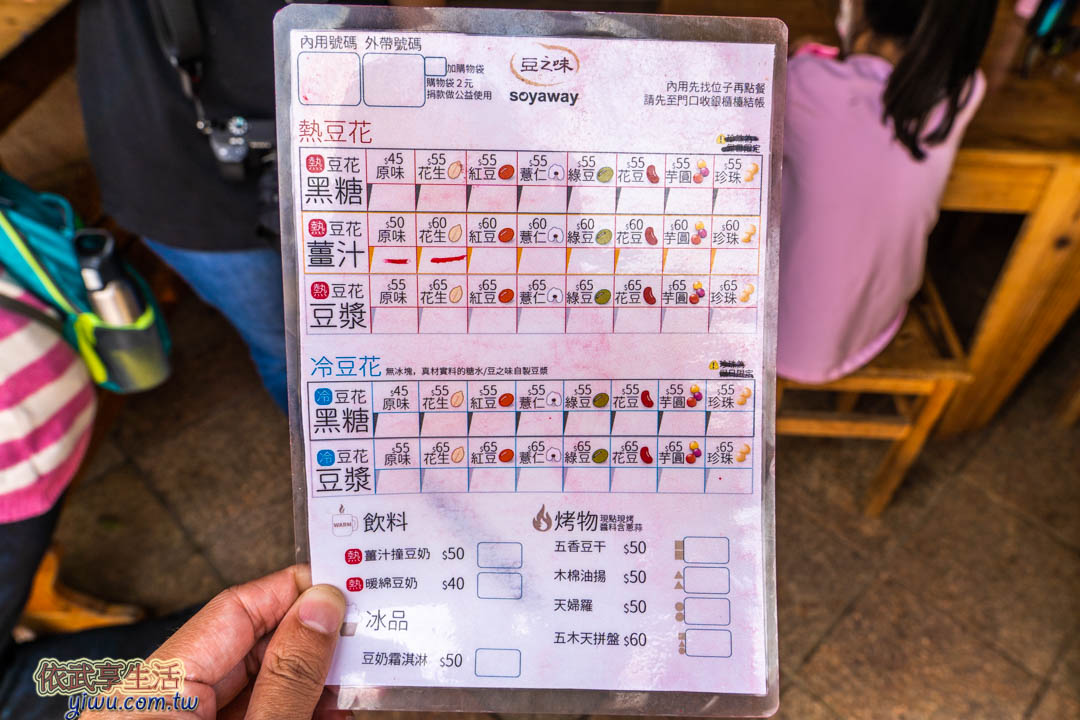 內用號碼 外帶號碼
加購物袋
購物袋2元
捐款做公益使用
豆之味
soyaway
內用先找位子再點餐
請先至門口收銀櫃檯結帳
熱豆花
熱 豆花 黑糖
$45 原味 $55 花生 $55 紅豆 $55 薏仁 $55 綠豆 $55 花豆 $55 芋圓 $55 珍珠
熱 豆花 薑汁
$50 原味 $60 花生 $60 紅豆 $60 薏仁 $60 綠豆 $60 花豆 $60 芋圓 $60 珍珠
熱 豆花 豆漿
$55 原味 $65 花生 $65 紅豆 $65 薏仁 $65 綠豆 $65 花豆 $65 芋圓 $65 珍珠
冷豆花 無冰塊，真材實料的糖水/豆之味自製豆漿
冷 豆花 黑糖
$45 原味 $55 花生 $55 紅豆 $55 薏仁 $55 綠豆 $55 花豆 $55 芋圓 $55 珍珠
冷 豆花 豆漿
$55 原味 $65 花生 $65 紅豆 $65 薏仁 $65 綠豆 $65 花豆 $65 芋圓 $65 珍珠
WARM 飲料
熱 薑汁撞豆奶 $50
熱 暖綿豆奶 $40
冰品
豆奶霜淇淋 $50
烤物 現點現烤
醬料含蔥蒜
五香豆干 $50
木棉油揚 $50
天婦羅 $50
五木天拼盤 $60
依武享生活
yiwu.com.tw